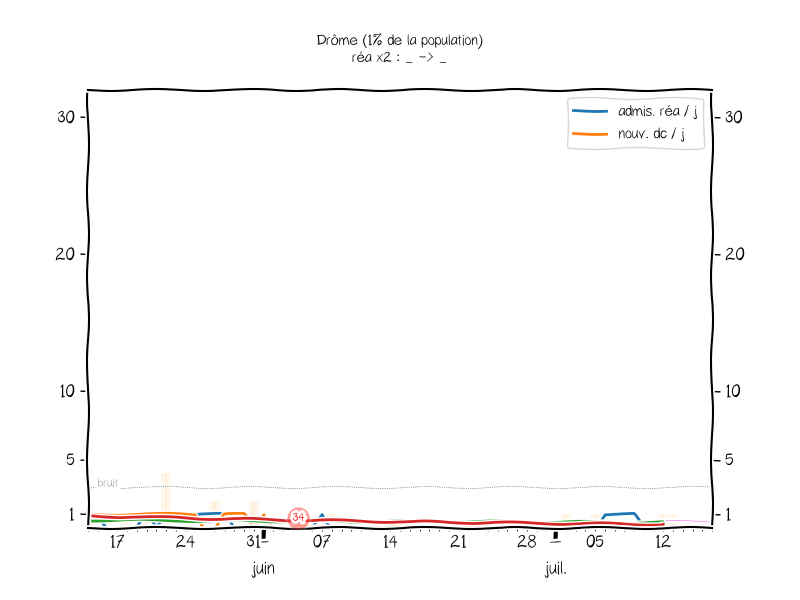 Drôme (1% de la population)
réa x2 : _ -> _
admis. réa / j
nouv. dc / j
30
30
20
20
10
10
5
5
bruit
1
1
34
17
24
31
07
14
21
28
05
12
juin
juil.